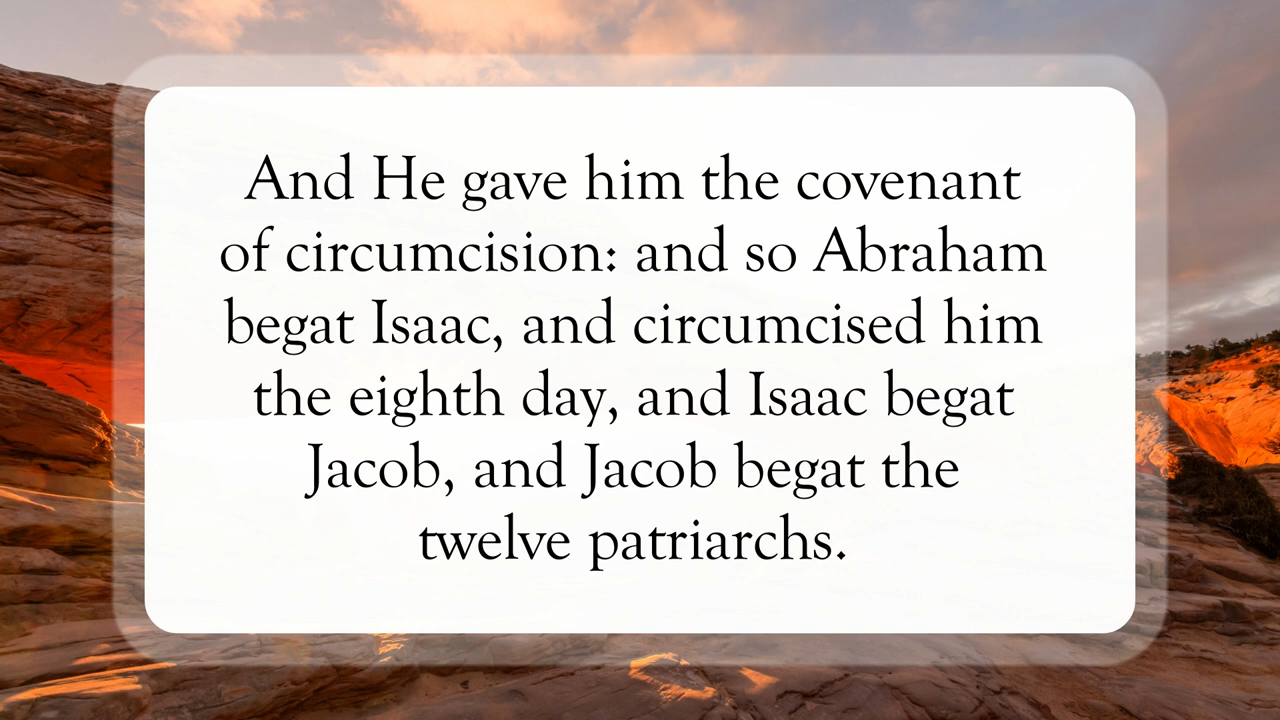 And He gave him the covenant
of circumcision: and so Abraham
begat Isaac, and circumcised him
the eighth day, and Isaac begat
Jacob, and Jacob begat the
twelve patriarchs.